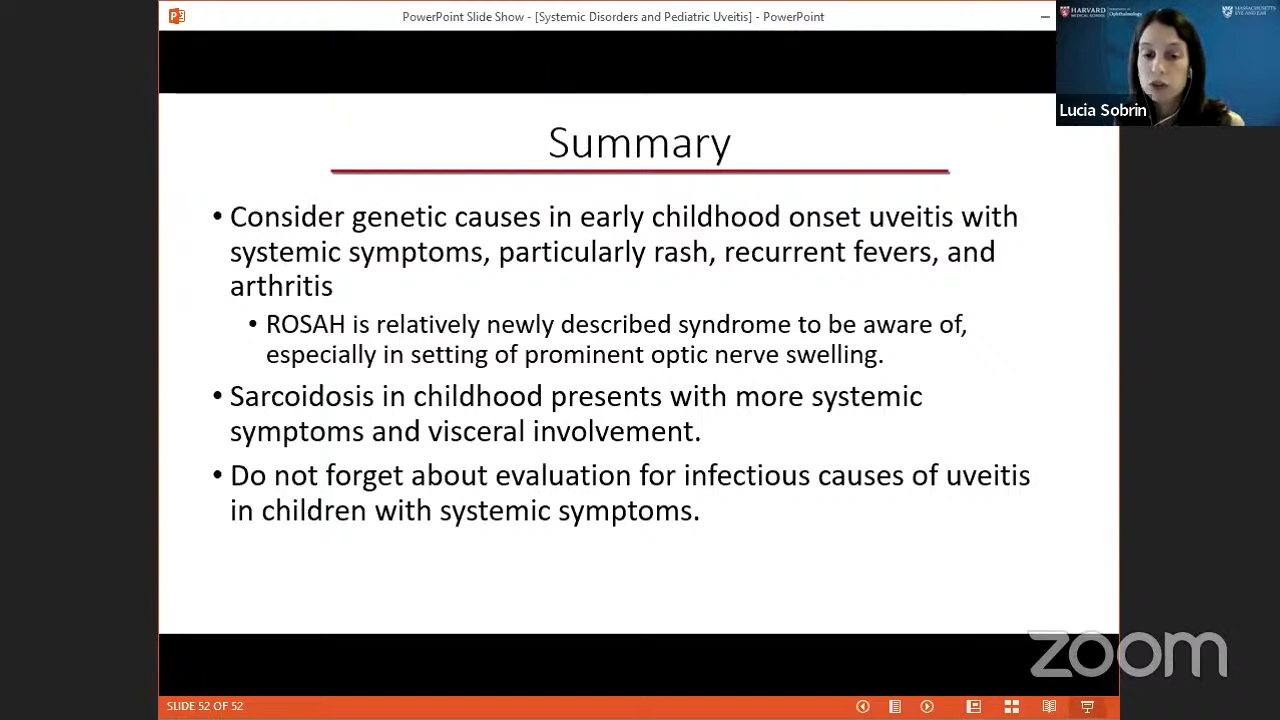 PowerPoint Slide Show - [Systemic Disorders and Pediatric Uveitis] - PowerPoint
HARVARD
MEDICAL SCHOOL
Ophthalmology
MASSACHUSETTS
EYE AND EAR
Lucia Sobrin
Summary
• Consider genetic causes in early childhood onset uveitis with
systemic symptoms, particularly rash, recurrent fevers, and
arthritis
• ROSAH is relatively newly described syndrome to be aware of,
especially in setting of prominent optic nerve swelling.
• Sarcoidosis in childhood presents with more systemic
symptoms and visceral involvement.
• Do not forget about evaluation for infectious causes of uveitis
in children with systemic symptoms.
zoom
SLIDE 52 OF 52